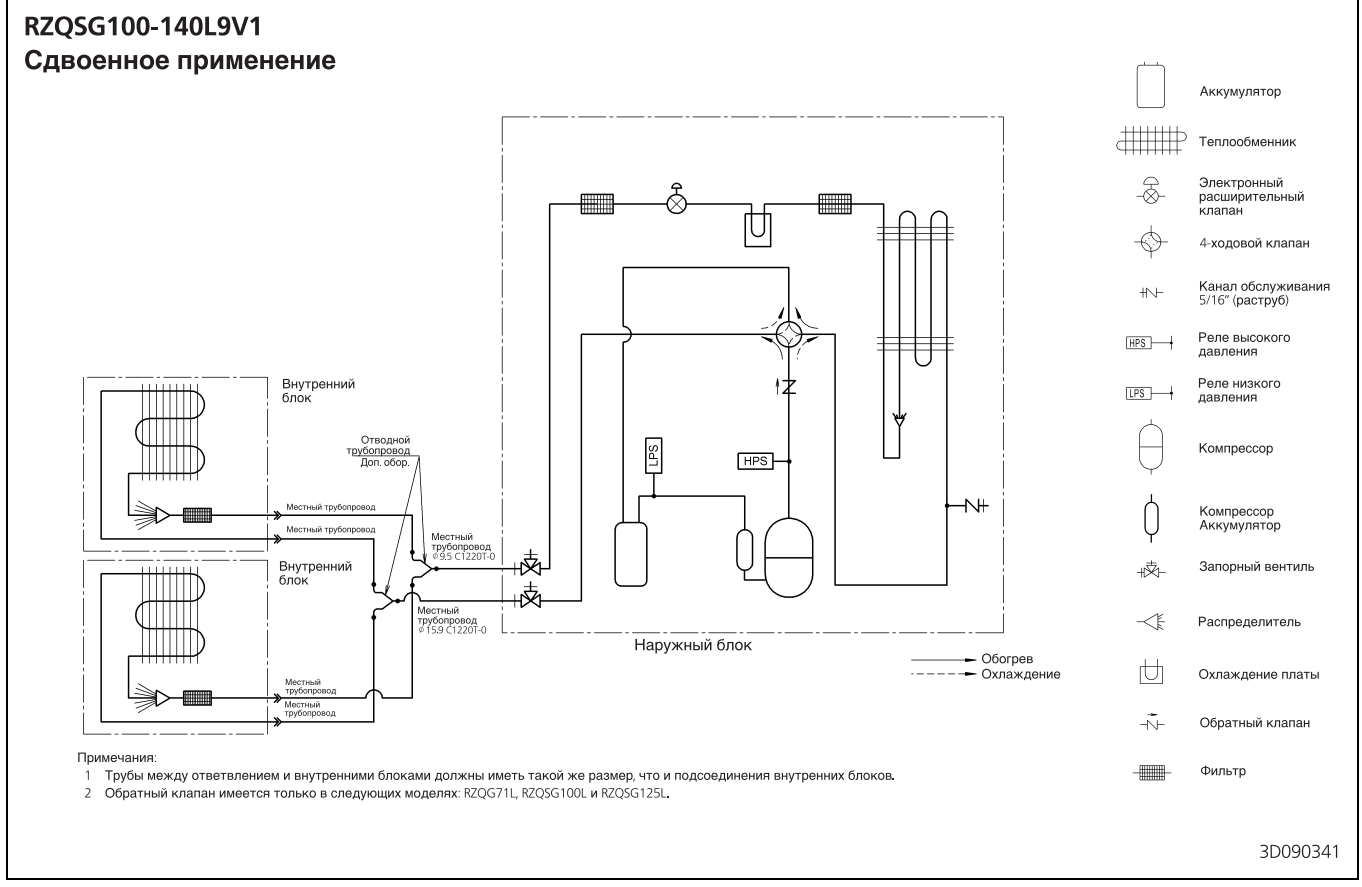 RZQSG100-140L9V1
Сдвоенное применение
Аккумулятор
Теплообменник
Электронный
расширительный
клапан
4-ходовой клапан
Канал обслуживания
5/16” (раструб)
HPS
Реле высокого
давления
LPS
Реле низкого
давления
Компрессор
Компрессор
Аккумулятор
Запорный вентиль
Распределитель
Охлаждение платы
Обратный клапан
Фильтр
Внутренний
блок
Отводной
трубопровод
Доп. обор.
LPS
HPS
Местный трубопровод
Местный трубопровод
Местный
трубопровод
ϕ9.5 C1220T-0
Внутренний
блок
Местный
трубопровод
ϕ15.9 C1220T-0
Местный
трубопровод
Местный
трубопровод
Наружный блок
Обогрев
Охлаждение
Примечания:
1 Трубы между ответвлением и внутренними блоками должны иметь такой же размер, что и подсоединения внутренних блоков.
2 Обратный клапан имеется только в следующих моделях: RZQG71L, RZQSG100L и RZQSG125L.
3D090341